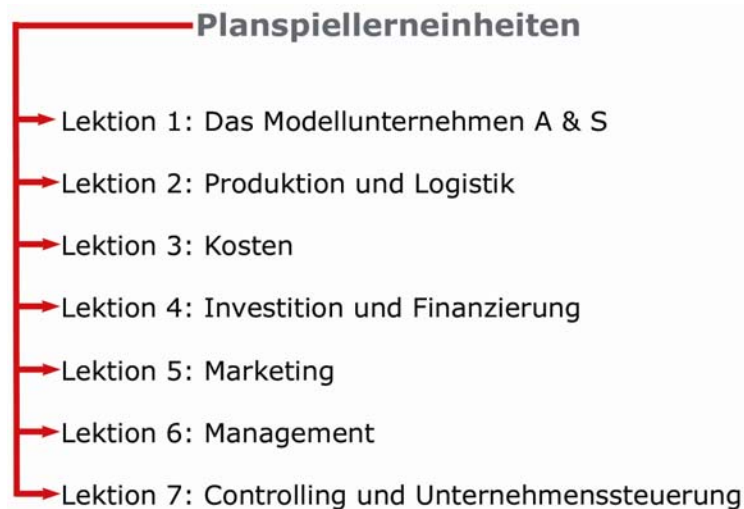 Planspiellerneinheiten
Lektion 1: Das Modellunternehmen A & S
Lektion 2: Produktion und Logistik
Lektion 3: Kosten
Lektion 4: Investition und Finanzierung
Lektion 5: Marketing
Lektion 6: Management
Lektion 7: Controlling und Unternehmenssteuerung